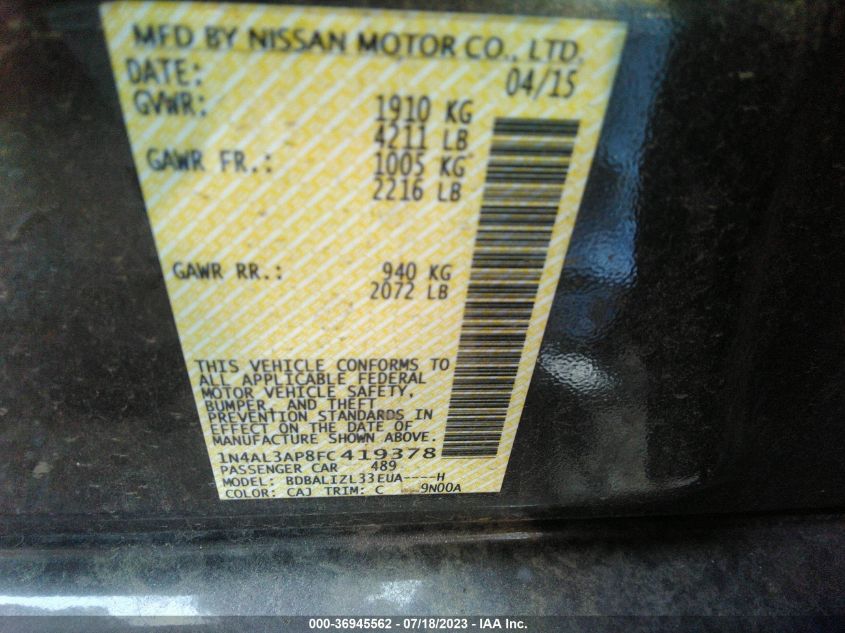 MFD BY NISSAN MOTOR CO., LTD.
DATE: 04/15
GVWR: 1910 KG
4211 LB
GAWR FR.: 1005 KG
2216 LB
GAWR RR.: 940 KG
2072 LB
THIS VEHICLE CONFORMS TO
ALL APPLICABLE FEDERAL
MOTOR VEHICLE SAFETY,
BUMPER, AND THEFT
PREVENTION STANDARDS IN
EFFECT ON THE DATE OF
MANUFACTURE SHOWN ABOVE.
1N4AL3AP8FC419378
PASSENGER CAR 489
MODEL: BDBALIZL33EUA----H
COLOR: CAJ TRIM: C 9N00A
000-36945562 - 07/18/2023 - IAA Inc.